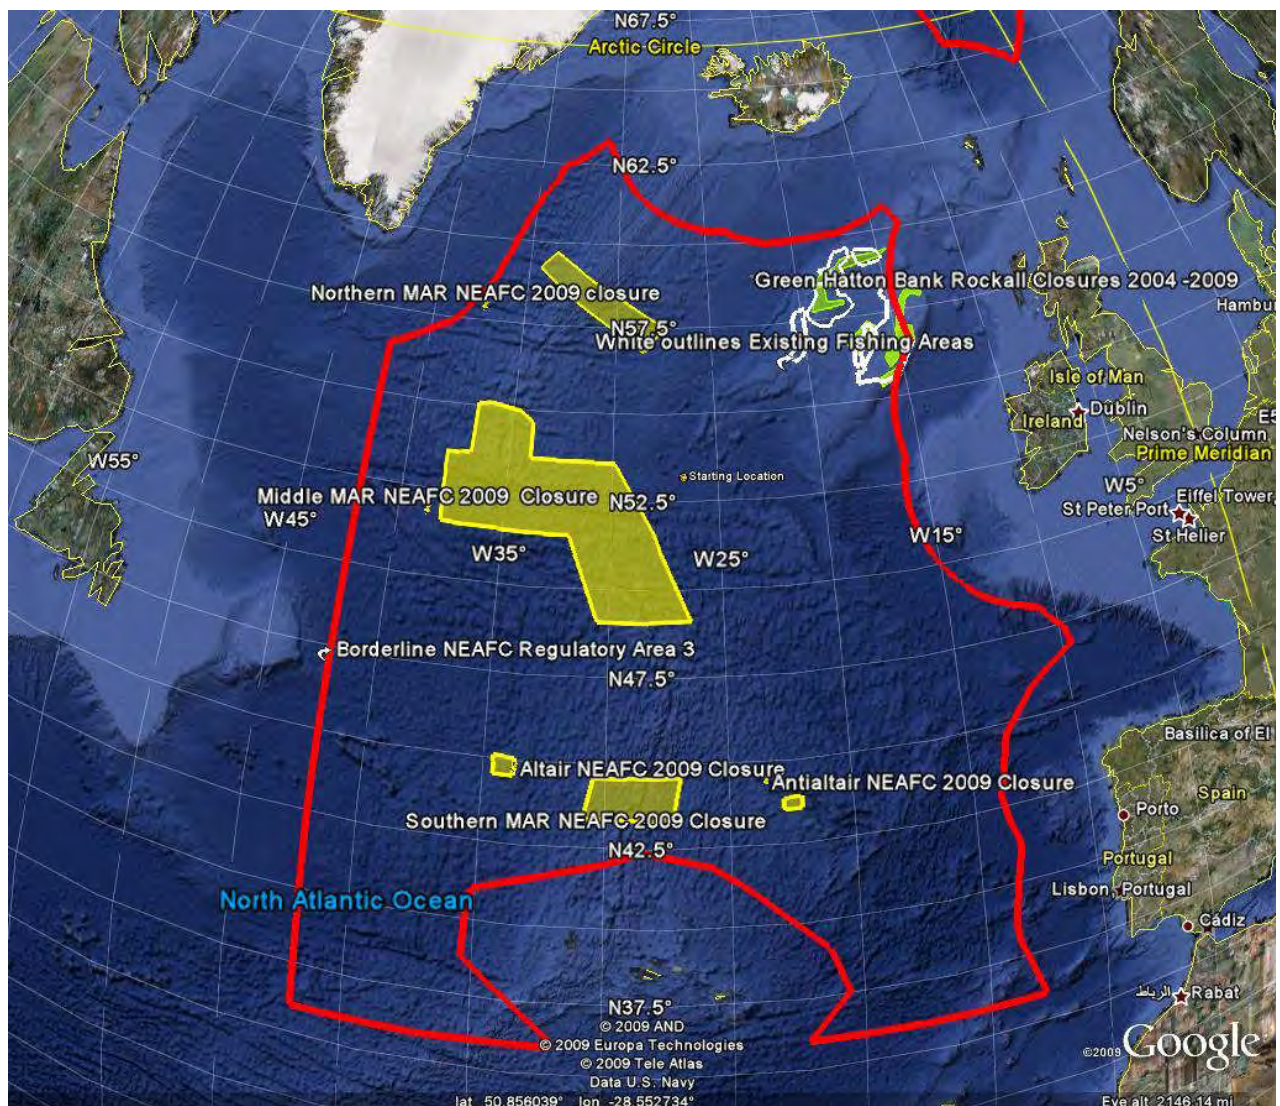 N67.5°
Arctic Circle
N62.5°
Green Hatton Bank Rockall Closures 2004 -2009
Northern MAR NEAFC 2009 closure
Hambu
N57.5°
White outlines Existing Fishing Areas
Isle of Man
Dublin
Ireland
E5
Nelson's Column
Prime Meridian
W55°
Starting Location
W5°
Middle MAR NEAFC 2009 Closure
N52.5°
Eiffel Tower,
St Peter Port
W45°
W15°
St Helier
W35°
W25°
Borderline NEAFC Regulatory Area 3
N47.5°
Basilica of El
Altair NEAFC 2009 Closure
Antialtair NEAFC 2009 Closure
Spain
Porto
Southern MAR NEAFC 2009 Closure
N42.5°
Portugal
Lisbon, Portugal
North Atlantic Ocean
Cádiz
الرباط Rabat
N37.5°
© 2009 AND
© 2009 Europa Technologies
© 2009 Tele Atlas
Data U.S. Navy
©2009 Google
lat 50.856039° lon -28.552734°
Eye alt 2146.14 mi